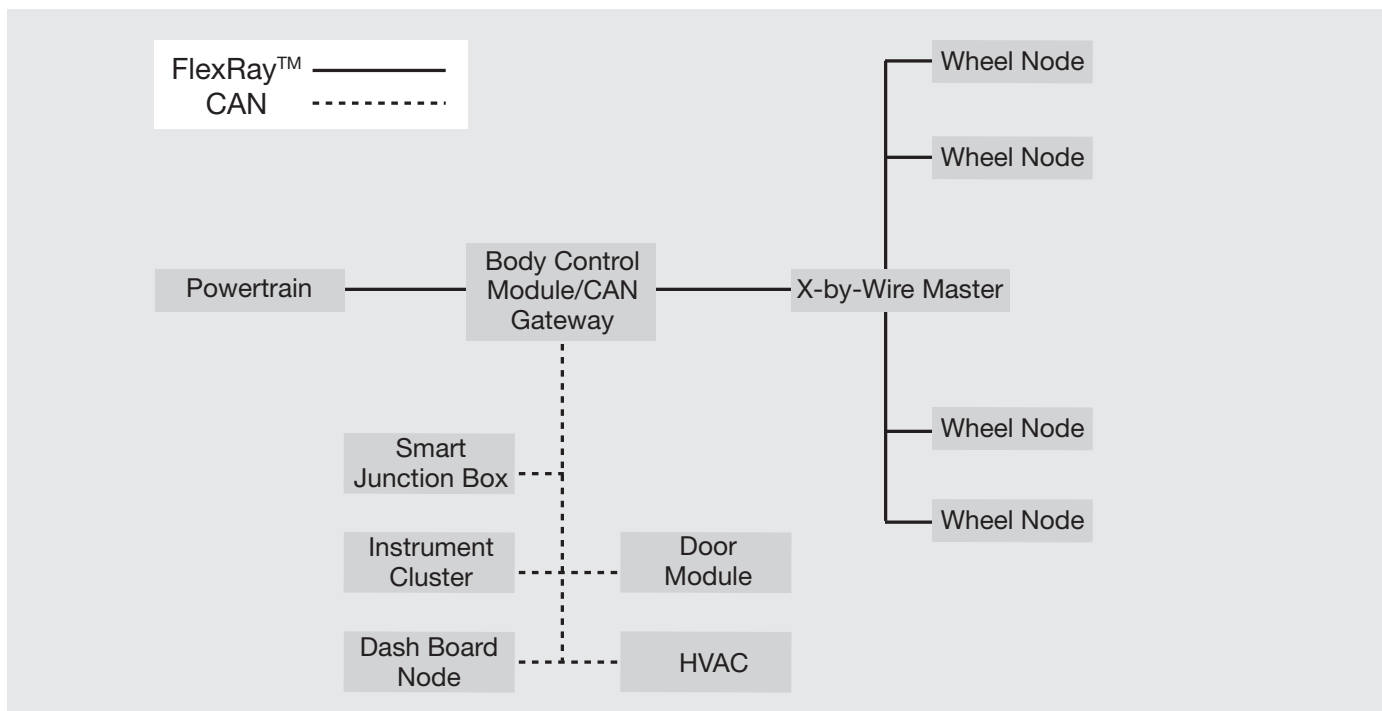 FlexRay™
CAN
Wheel Node
Wheel Node
Powertrain
Body Control
Module/CAN
Gateway
X-by-Wire Master
Wheel Node
Wheel Node
Smart
Junction Box
Instrument
Cluster
Door
Module
Dash Board
Node
HVAC